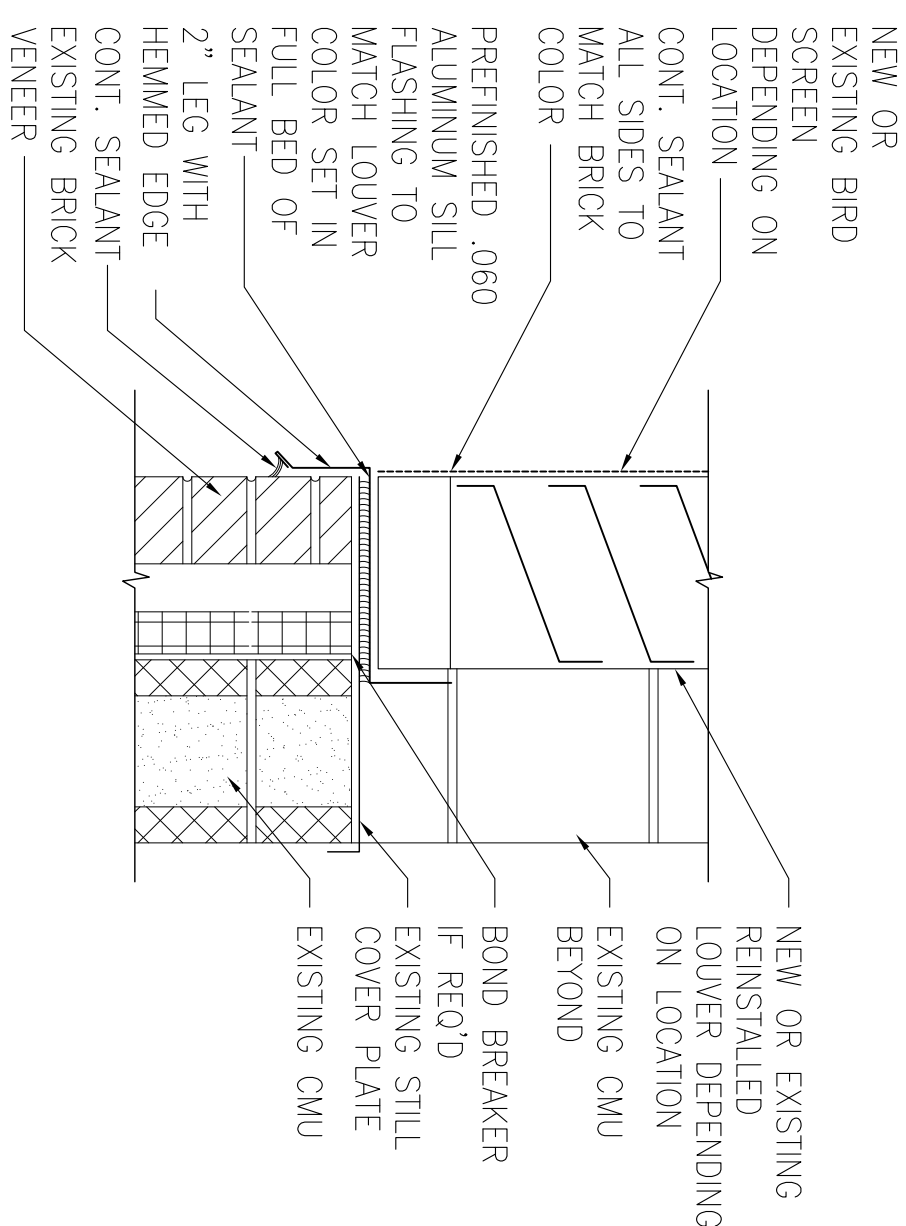 NEW OR
EXISTING BIRD
SCREEN
DEPENDING ON
LOCATION
CONT. SEALANT
ALL SIDES TO
MATCH BRICK
COLOR
PREFINISHED .060
ALUMINUM SILL
FLASHING TO
MATCH LOUVER
COLOR SET IN
FULL BED OF
SEALANT
2" LEG WITH
HEMMED EDGE
CONT. SEALANT
EXISTING BRICK
VENEER
NEW OR EXISTING
REINSTALLED
LOUVER DEPENDING
ON LOCATION
EXISTING CMU
BEYOND
BOND BREAKER
IF REQ'D
EXISTING STILL
COVER PLATE
EXISTING CMU